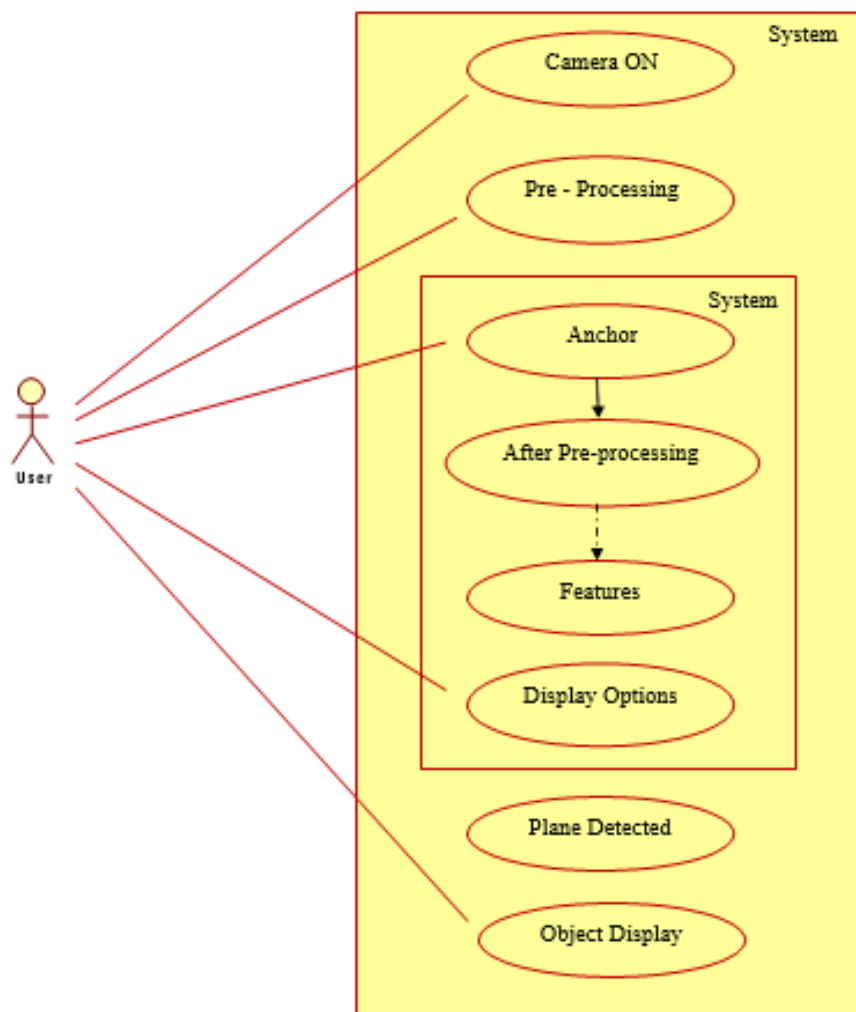 System
Camera ON
Pre - Processing
System
Anchor
After Pre-processing
User
Features
Display Options
Plane Detected
Object Display